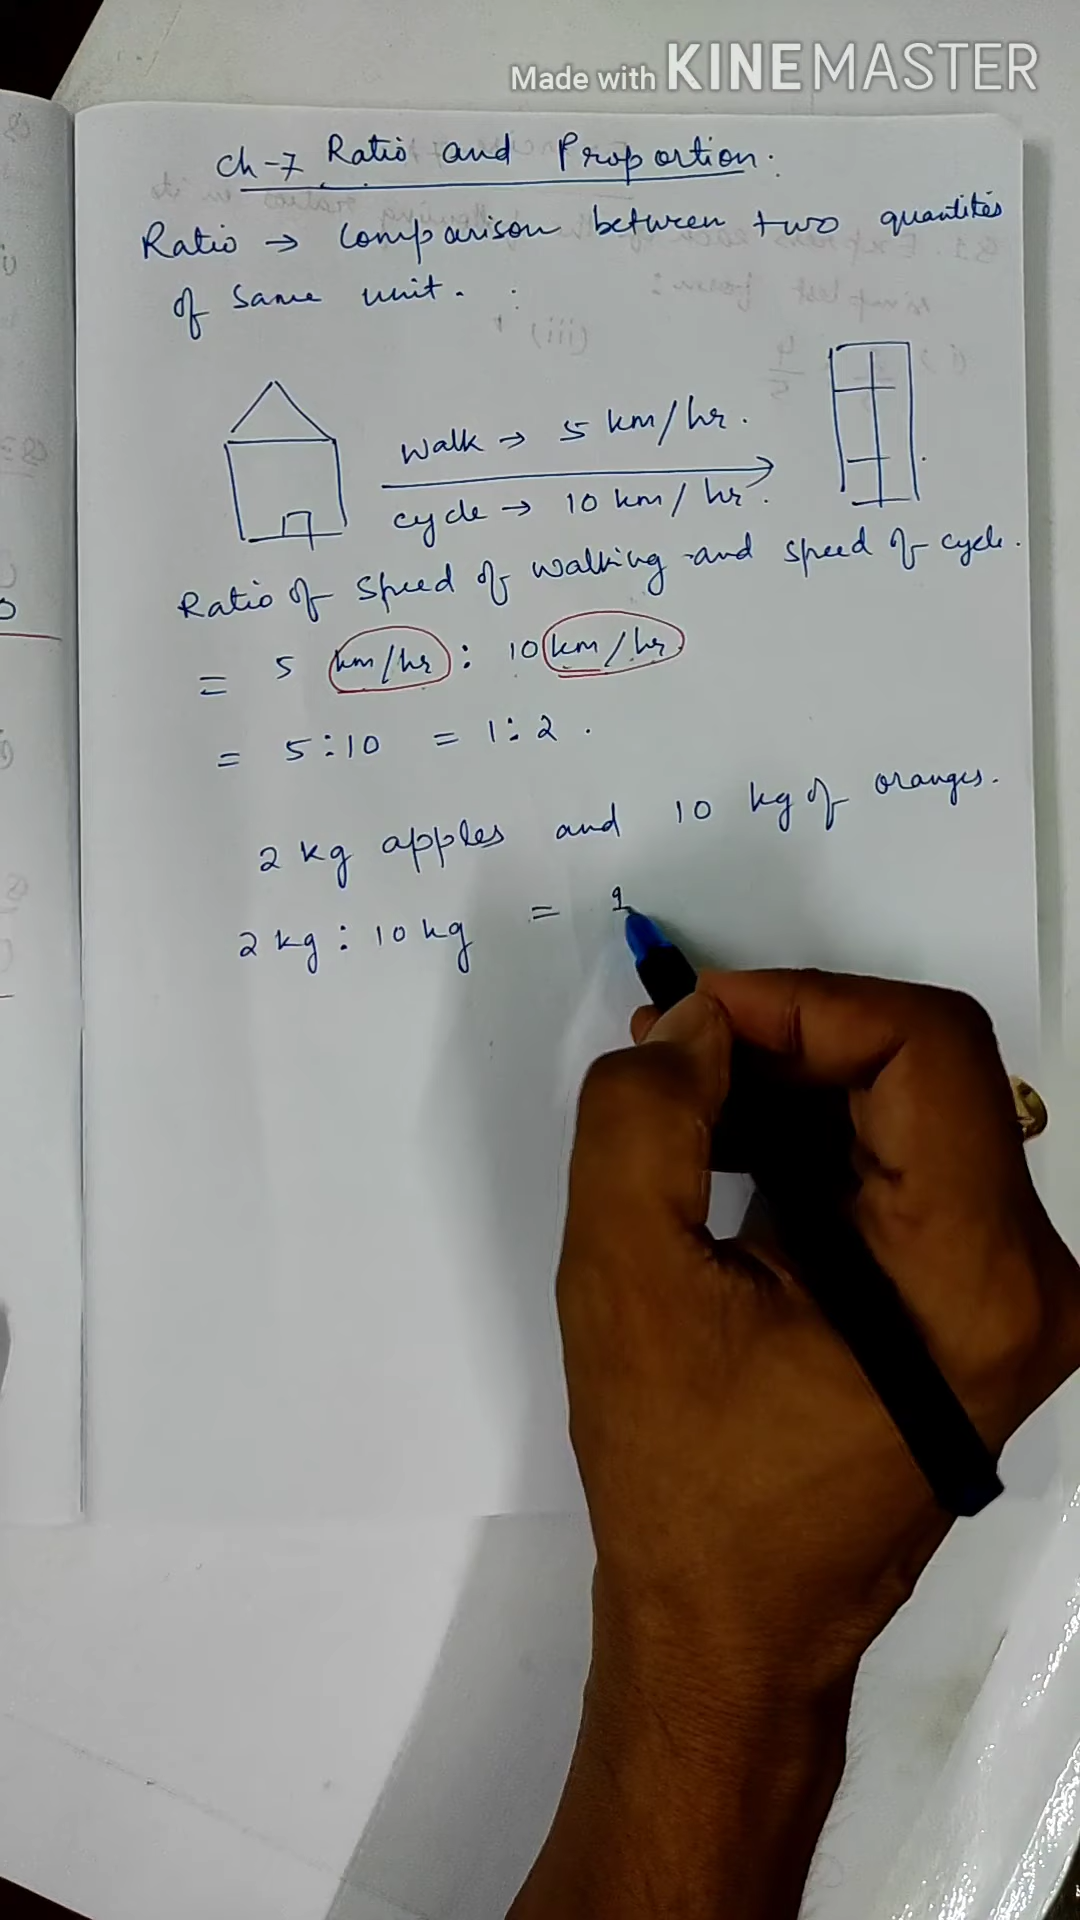 Made with KINEMASTER
Ch-7 Ratio and Proportion.
Ratio → Comparison between two quantites
of same unit.
Walk → 5 km/hr.
cycle → 10 km/hr.
Ratio of speed of walking and speed of cycle.
= 5 km/hr : 10 km/hr
= 5:10 = 1:2.
2 kg apples and 10 kg of oranges.
2 kg : 10 kg =